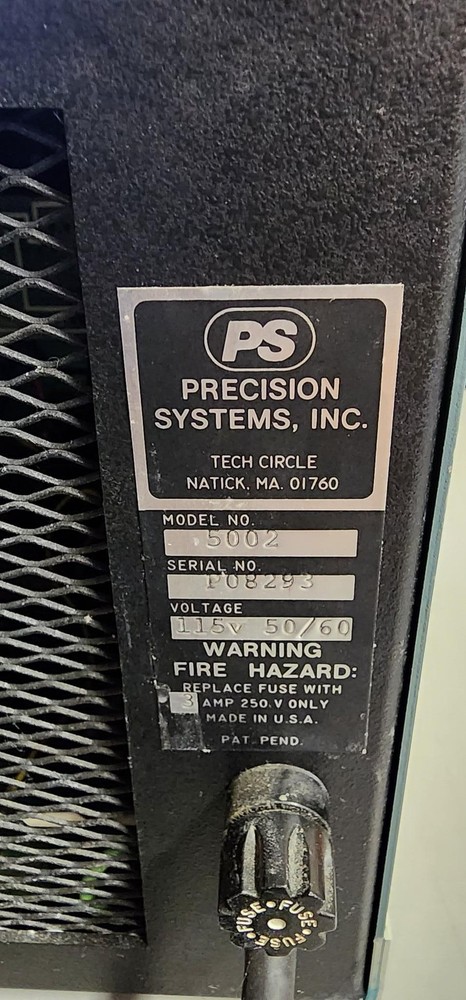 PS
PRECISION
SYSTEMS, INC.
TECH CIRCLE
NATICK, MA. 01760
MODEL NO.
5002
SERIAL NO.
P08293
VOLTAGE
115v 50/60
WARNING
FIRE HAZARD:
REPLACE FUSE WITH
3 AMP 250.V ONLY
MADE IN U.S.A.
PAT. PEND.
FUSE • FUSE • FUSE •